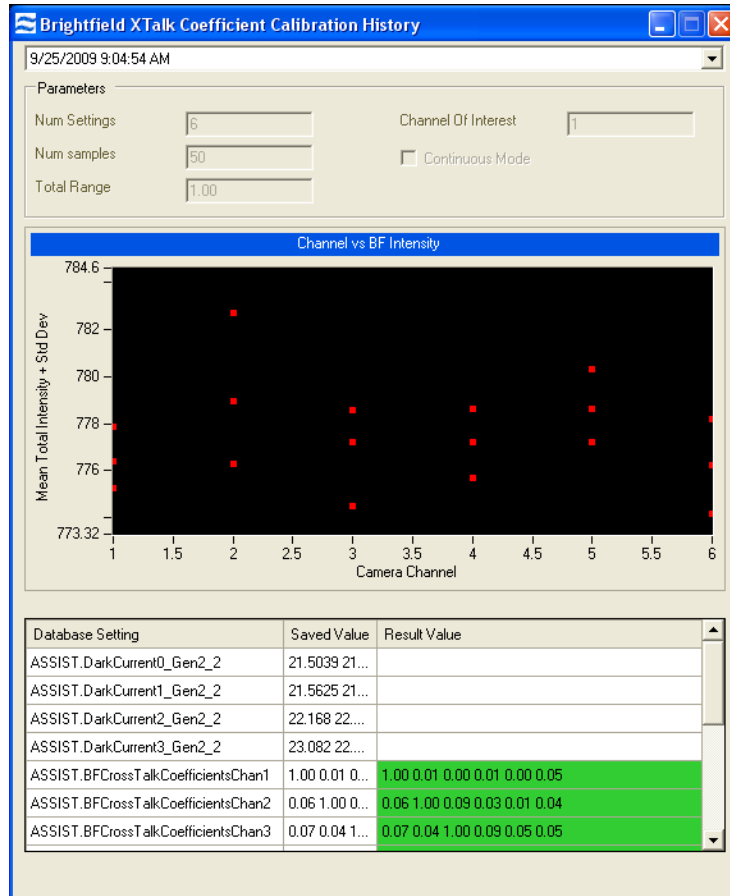 Brightfield XTalk Coefficient Calibration History
9/25/2009 9:04:54 AM
Parameters
Num Settings 6 Channel Of Interest 1
Num samples 50 Continuous Mode
Total Range 1.00
Channel vs BF Intensity
784.6
782
780
778
776
773.32
Mean Total Intensity + Std Dev
1 1.5 2 2.5 3 3.5 4 4.5 5 5.5 6
Camera Channel
Database Setting Saved Value Result Value
ASSIST.DarkCurrent0_Gen2_2 21.5039 21...
ASSIST.DarkCurrent1_Gen2_2 21.5625 21...
ASSIST.DarkCurrent2_Gen2_2 22.168 22....
ASSIST.DarkCurrent3_Gen2_2 23.082 22....
ASSIST.BFCrossTalkCoefficientsChan1 1.00 0.01 0... 1.00 0.01 0.00 0.01 0.00 0.05
ASSIST.BFCrossTalkCoefficientsChan2 0.06 1.00 0... 0.06 1.00 0.09 0.03 0.01 0.04
ASSIST.BFCrossTalkCoefficientsChan3 0.07 0.04 1... 0.07 0.04 1.00 0.09 0.05 0.05